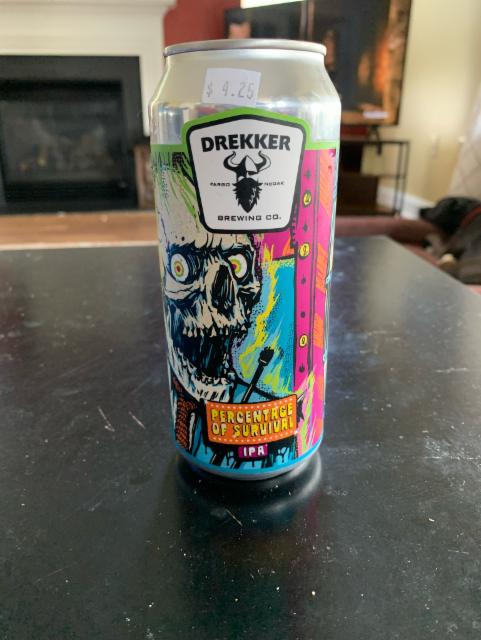 $ 4.25
DREKKER
FARGO NODAK
BREWING CO.
PERCENTAGE
OF SURVIVAL
IPA